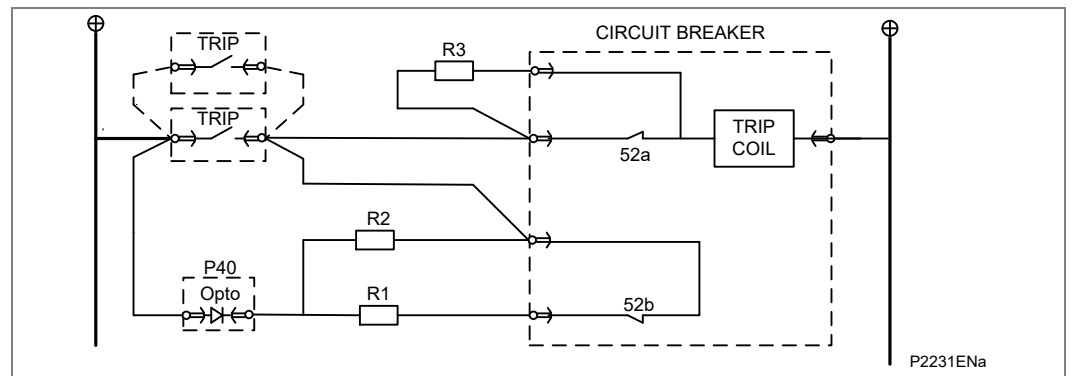 TRIP
CIRCUIT BREAKER
R3
TRIP
TRIP
COIL
52a
R2
P40
Opto
R1
52b
P2231ENa